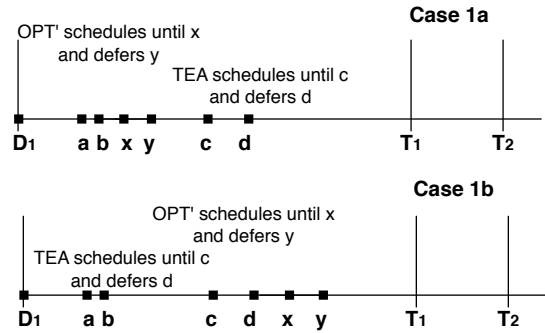 Case 1a
OPT' schedules until x
and defers y
TEA schedules until c
and defers d
D1 a b x y c d T1 T2
Case 1b
OPT' schedules until x
and defers y
TEA schedules until c
and defers d
D1 a b c d x y T1 T2